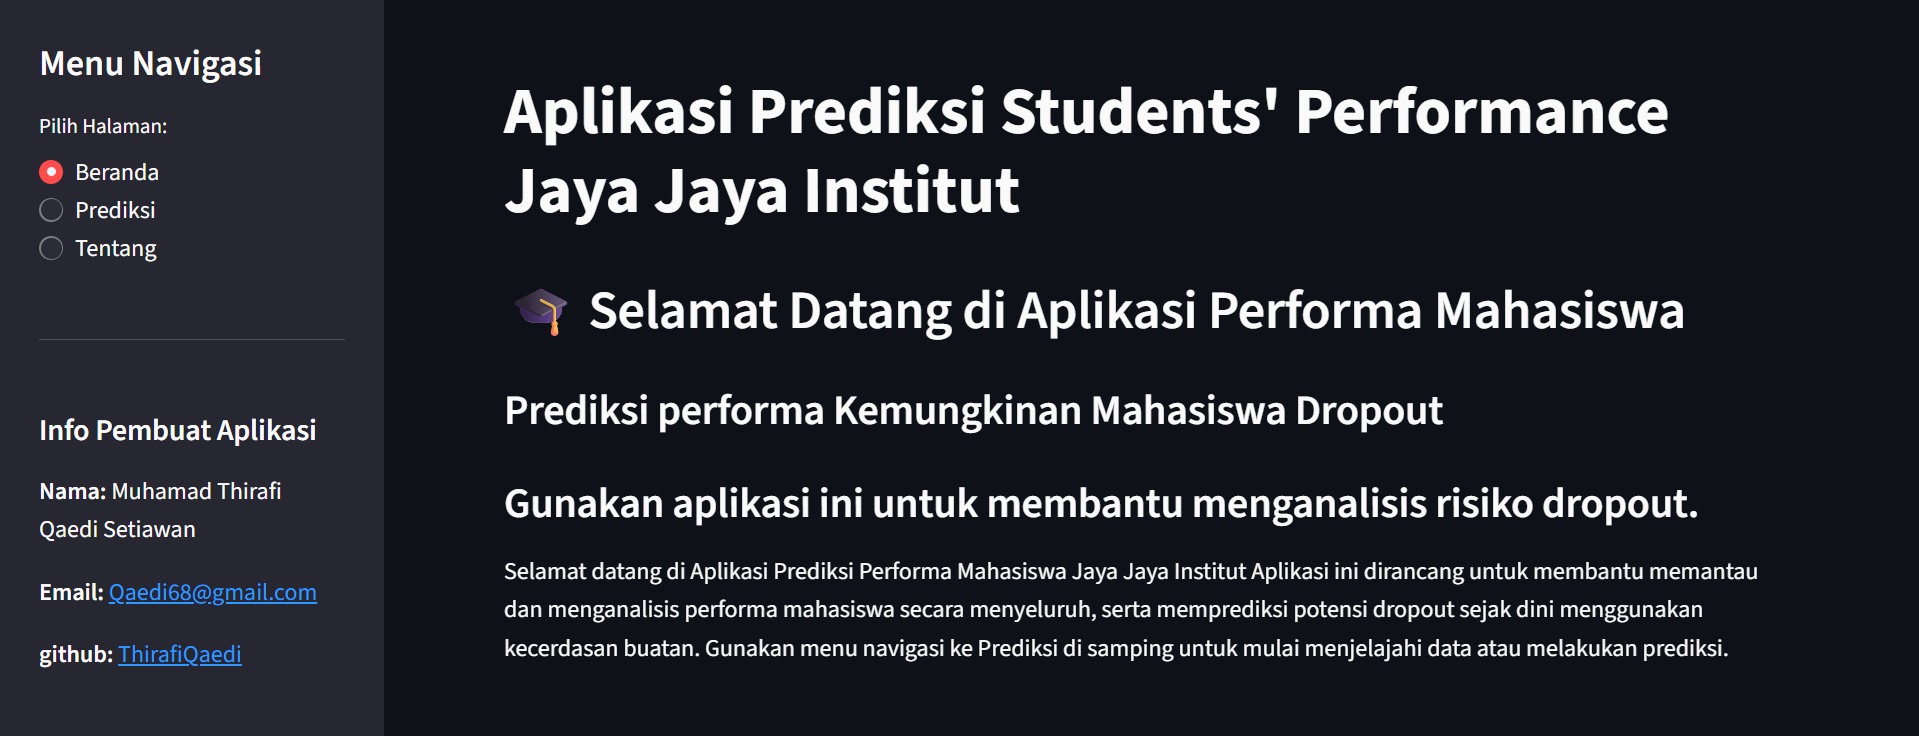 Menu Navigasi
Pilih Halaman:
Beranda
Prediksi
Tentang
Info Pembuat Aplikasi
Nama: Muhamad Thirafi
Qaedi Setiawan
Email: Qaedi68@gmail.com
github: ThirafiQaedi
Aplikasi Prediksi Students' Performance
Jaya Jaya Institut
🎓 Selamat Datang di Aplikasi Performa Mahasiswa
Prediksi performa Kemungkinan Mahasiswa Dropout
Gunakan aplikasi ini untuk membantu menganalisis risiko dropout.
Selamat datang di Aplikasi Prediksi Performa Mahasiswa Jaya Jaya Institut Aplikasi ini dirancang untuk membantu memantau
dan menganalisis performa mahasiswa secara menyeluruh, serta memprediksi potensi dropout sejak dini menggunakan
kecerdasan buatan. Gunakan menu navigasi ke Prediksi di samping untuk mulai menjelajahi data atau melakukan prediksi.